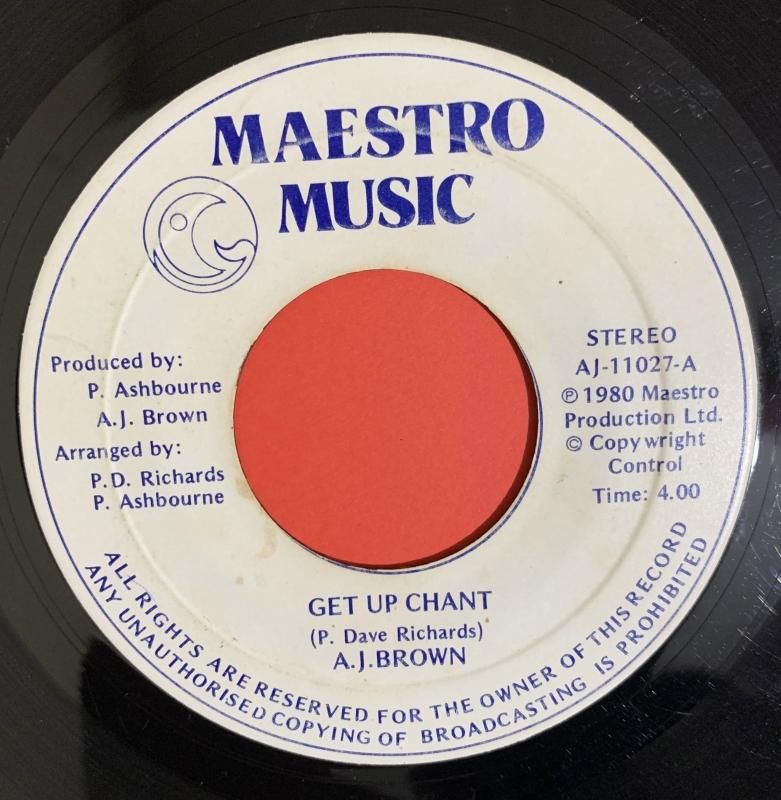 MAESTRO
MUSIC
Produced by:
P. Ashbourne
A.J. Brown
Arranged by:
P.D. Richards
P. Ashbourne
STEREO
AJ-11027-A
℗ 1980 Maestro
Production Ltd.
© Copywright
Control
Time: 4.00
GET UP CHANT
(P. Dave Richards)
A.J.BROWN
ALL RIGHTS ARE RESERVED FOR THE OWNER OF THIS RECORD
ANY UNAUTHORISED COPYING OF BROADCASTING IS PROHIBITED